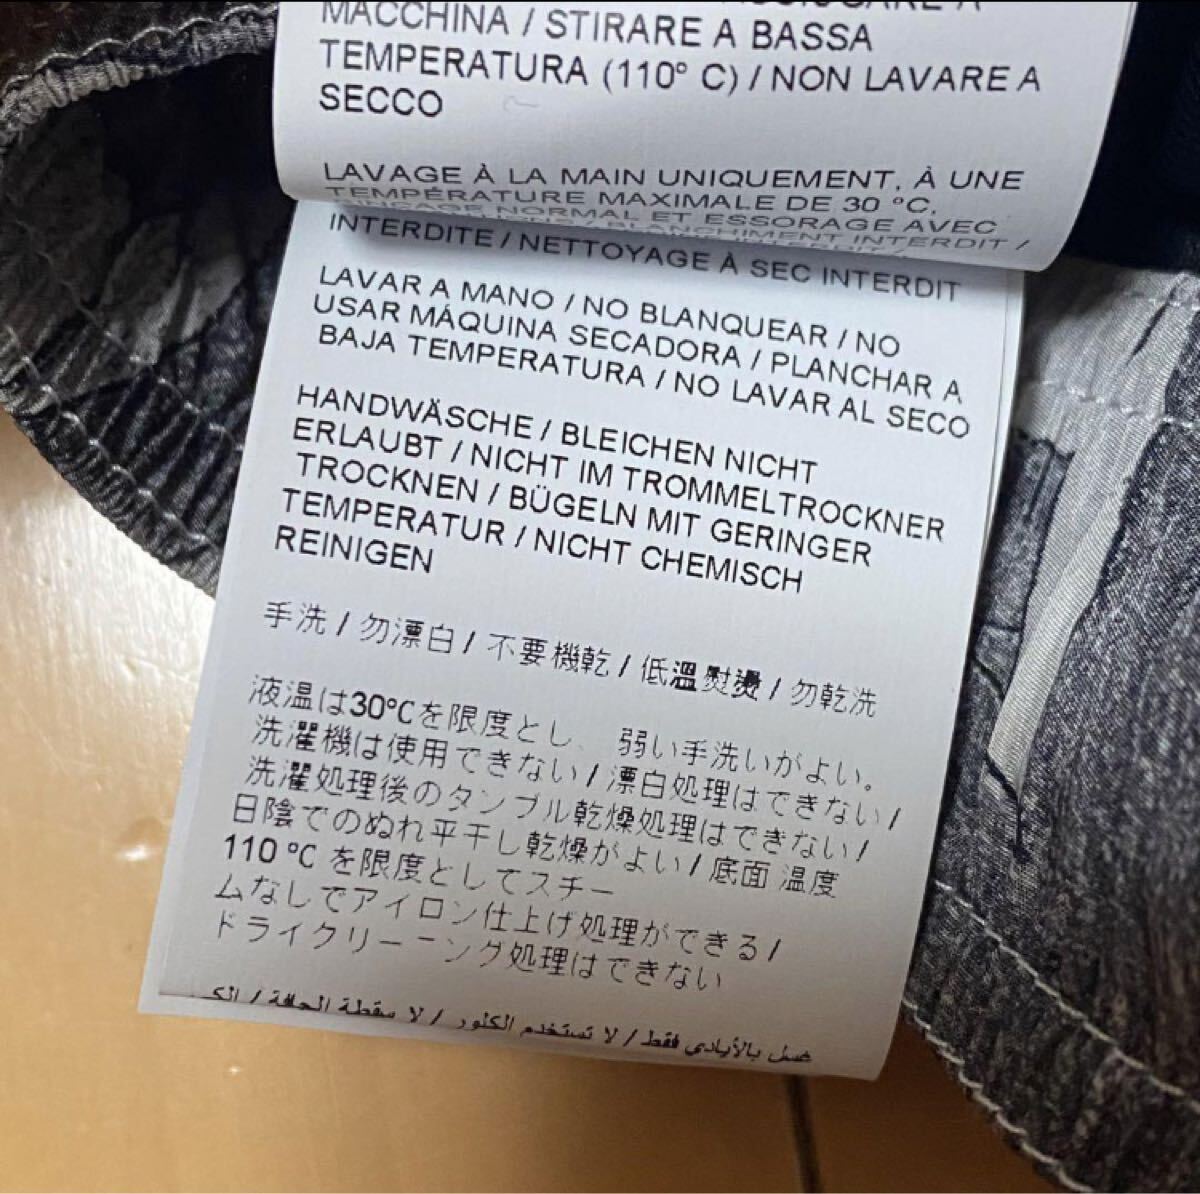 MACCHINA / STIRARE A BASSA
TEMPERATURA (110° C) / NON LAVARE A
SECCO
LAVAGE À LA MAIN UNIQUEMENT, À UNE
TEMPÉRATURE MAXIMALE DE 30 °C,
NORMAL ET ESSORAGE AVEC
BLANCHIMENT INTERDIT /
INTERDITE / NETTOYAGE À SEC INTERDIT
LAVAR A MANO / NO BLANQUEAR / NO
USAR MÁQUINA SECADORA / PLANCHAR A
BAJA TEMPERATURA / NO LAVAR AL SECO
HANDWÄSCHE / BLEICHEN NICHT
ERLAUBT / NICHT IM TROMMELTROCKNER
TROCKNEN / BÜGELN MIT GERINGER
TEMPERATUR / NICHT CHEMISCH
REINIGEN
手洗 / 勿漂白 / 不要機乾 / 低溫熨燙 / 勿乾洗
液温は30℃を限度とし、弱い手洗いがよい。
洗濯機は使用できない / 漂白処理はできない /
洗濯処理後のタンブル乾燥処理はできない /
日陰でのぬれ平干し乾燥がよい / 底面 温度
110 ℃ を限度としてスチー
ムなしでアイロン仕上げ処理ができる /
ドライクリーニング処理はできない
غسل بالأيادي فقط / لا تستخدم الكلور / لا